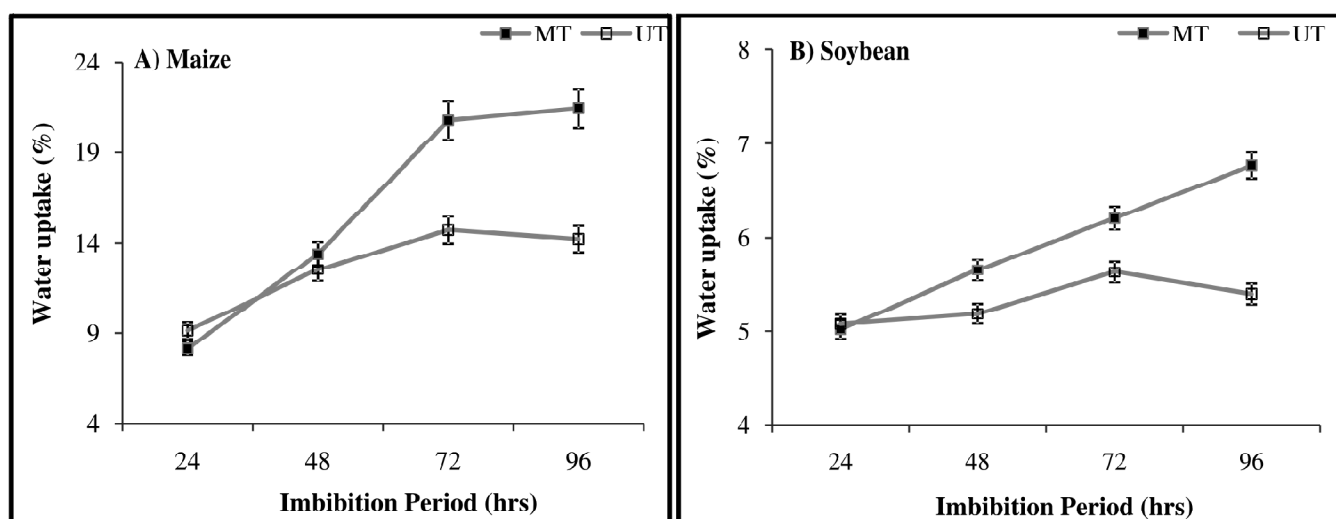 MT UT
A) Maize
24
19
14
9
4
24 48 72 96
Water uptake (%)
Imbibition Period (hrs)
MT UT
B) Soybean
8
7
6
5
4
24 48 72 96
Water uptake (%)
Imbibition Period (hrs)